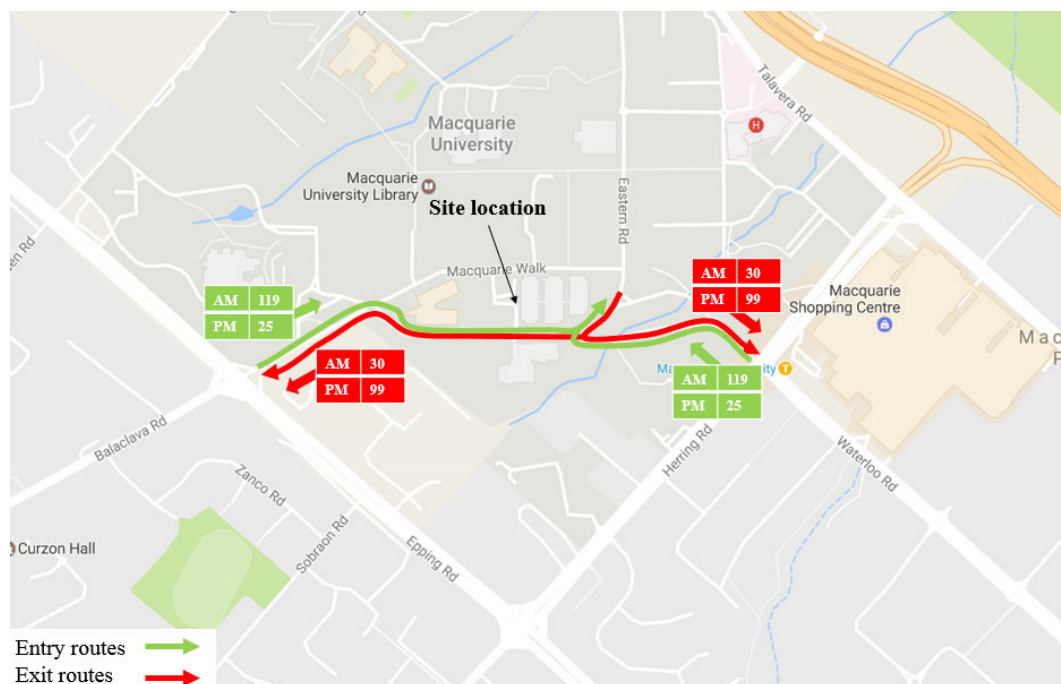 Talavera Rd
Macquarie
University
H
Macquarie
University Library
Site location
Eastern Rd
Macquarie Walk
AM 30
PM 99
Macquarie
Shopping Centre
AM 119
PM 25
AM 30
PM 99
Mac
P
T
AM 119
PM 25
Balaclava Rd
Herring Rd
Waterloo Rd
Zanco Rd
Sobraon Rd
Epping Rd
Curzon Hall
Entry routes
Exit routes